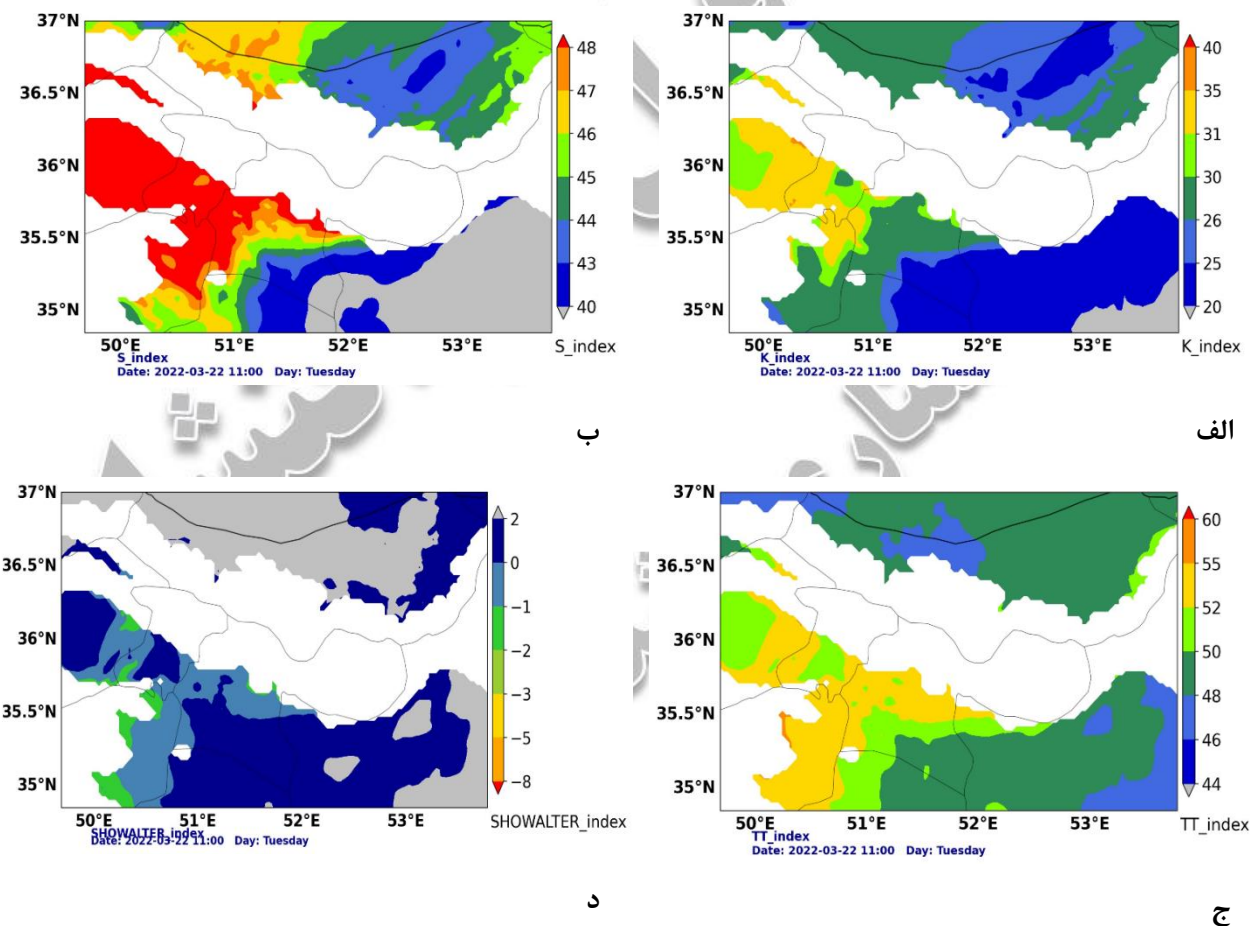 37°N
36.5°N
36°N
35.5°N
35°N
50°E 51°E 52°E 53°E
48
47
46
45
44
43
40
S_index
S_index
Date: 2022-03-22 11:00 Day: Tuesday
ب
37°N
36.5°N
36°N
35.5°N
35°N
50°E 51°E 52°E 53°E
40
35
31
30
26
25
20
K_index
K_index
Date: 2022-03-22 11:00 Day: Tuesday
الف
37°N
36.5°N
36°N
35.5°N
35°N
50°E 51°E 52°E 53°E
2
0
−1
−2
−3
−5
−8
SHOWALTER_index
SHOWALTER_index
Date: 2022-03-22 11:00 Day: Tuesday
د
37°N
36.5°N
36°N
35.5°N
35°N
50°E 51°E 52°E 53°E
60
55
52
50
48
46
44
TT_index
TT_index
Date: 2022-03-22 11:00 Day: Tuesday
ج